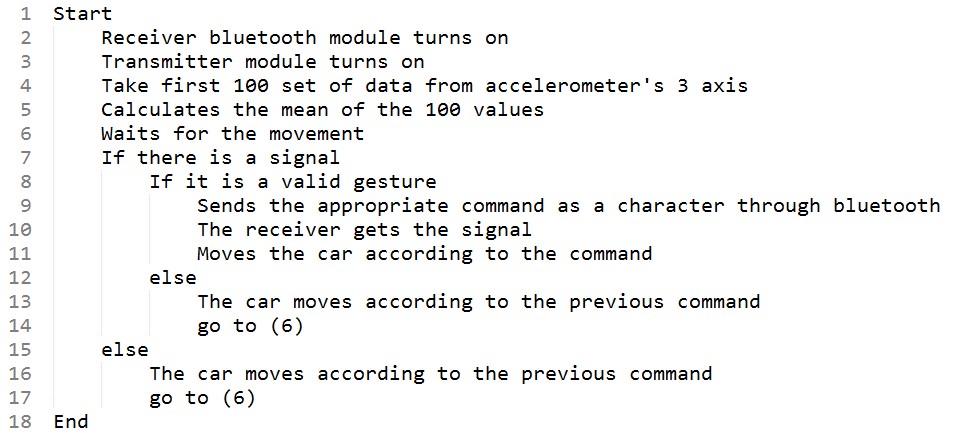 1 Start
2 Receiver bluetooth module turns on
3 Transmitter module turns on
4 Take first 100 set of data from accelerometer's 3 axis
5 Calculates the mean of the 100 values
6 Waits for the movement
7 If there is a signal
8 If it is a valid gesture
9 Sends the appropriate command as a character through bluetooth
10 The receiver gets the signal
11 Moves the car according to the command
12 else
13 The car moves according to the previous command
14 go to (6)
15 else
16 The car moves according to the previous command
17 go to (6)
18 End